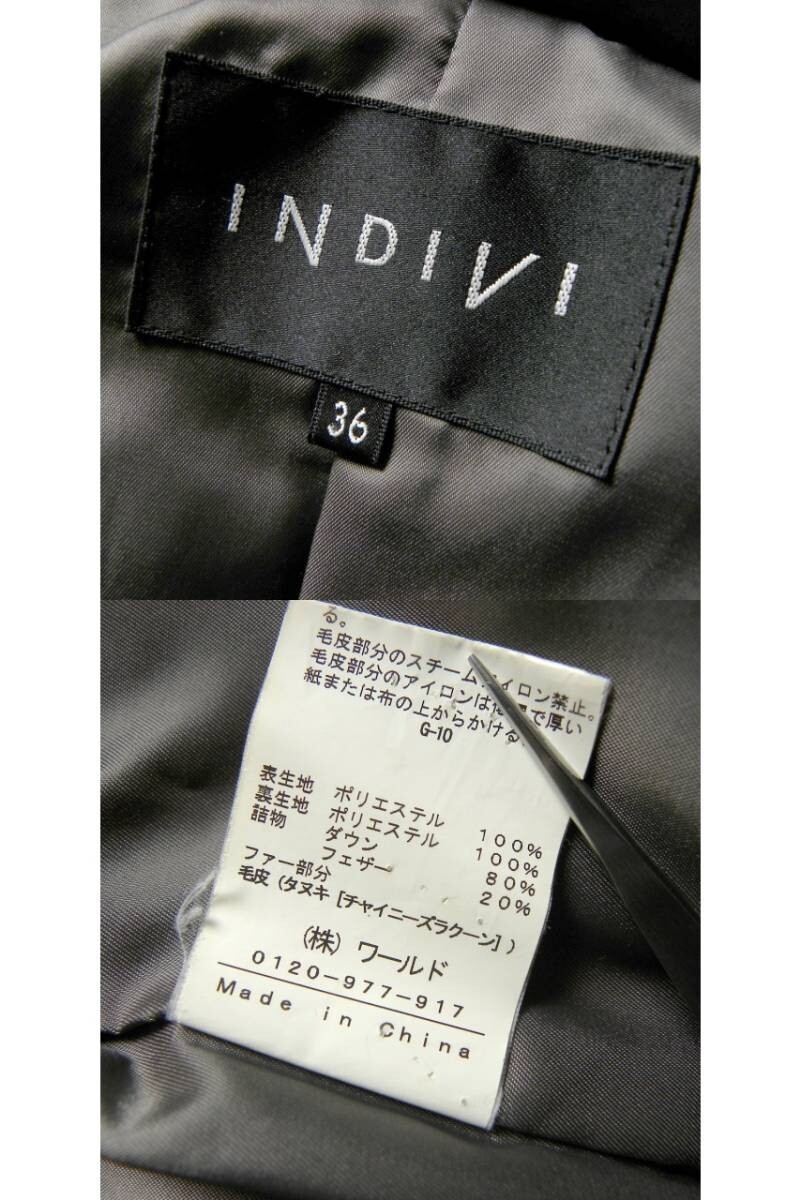 INDIVI
36
る。
毛皮部分のスチームアイロン禁止。
毛皮部分のアイロンは低温で厚い
紙または布の上からかける
G-10
表生地 ポリエステル 100%
裏生地 ポリエステル 100%
詰物 ダウン 80%
フェザー 20%
ファー部分
毛皮 (タヌキ [チャイニーズラクーン] )
(株) ワールド
0120-977-917
Made in China